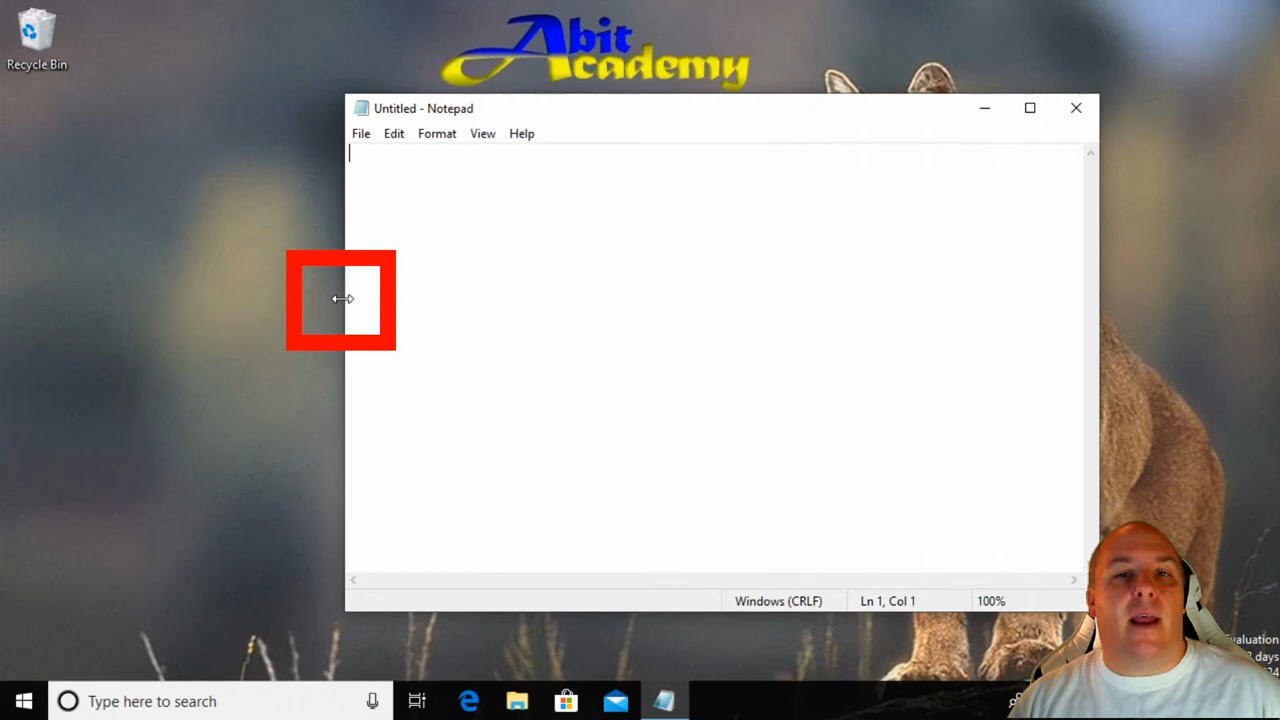 Abit
Academy
Recycle Bin
Untitled - Notepad
File Edit Format View Help
Windows (CRLF) Ln 1, Col 1 100%
Type here to search
days